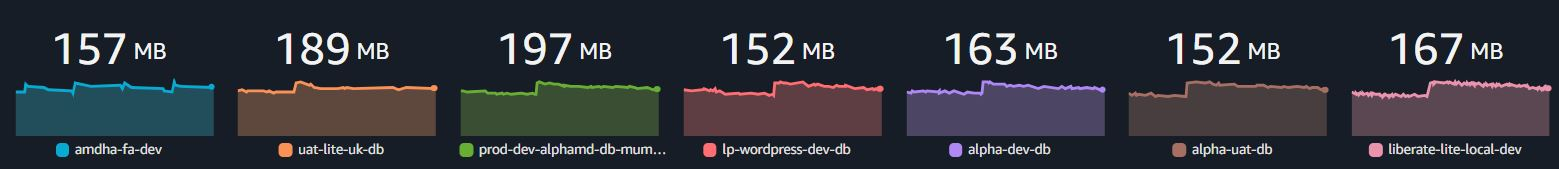 157 MB
189 MB
197 MB
152 MB
163 MB
152 MB
167 MB
amdha-fa-dev
uat-lite-uk-db
prod-dev-alphamd-db-mum...
lp-wordpress-dev-db
alpha-dev-db
alpha-uat-db
liberate-lite-local-dev